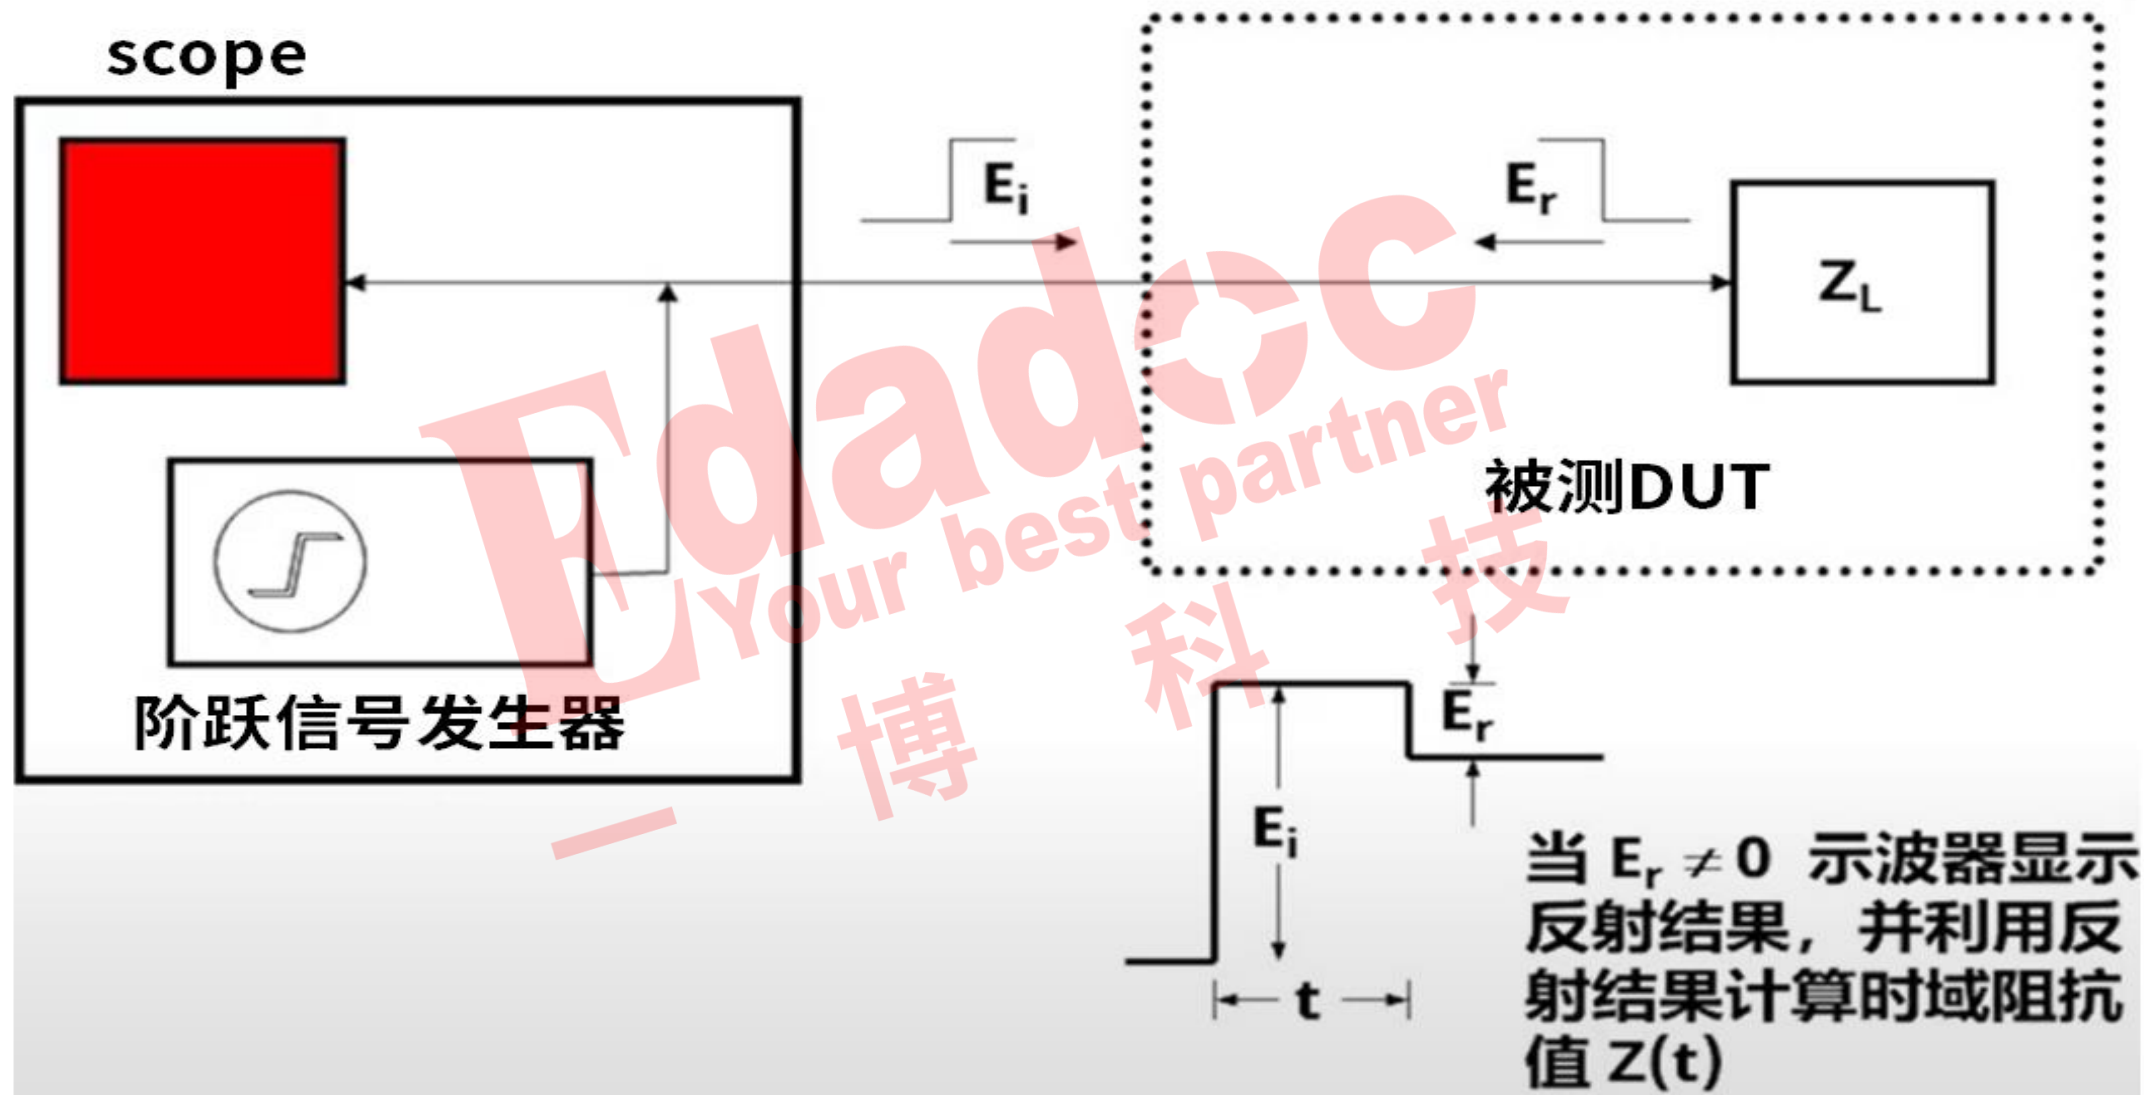 scope
Ei
Er
ZL
被测DUT
阶跃信号发生器
Er
Ei
t
当 Er ≠ 0 示波器显示
反射结果，并利用反
射结果计算时域阻抗
值 Z(t)
Edadoc
Your best partner
一博科技